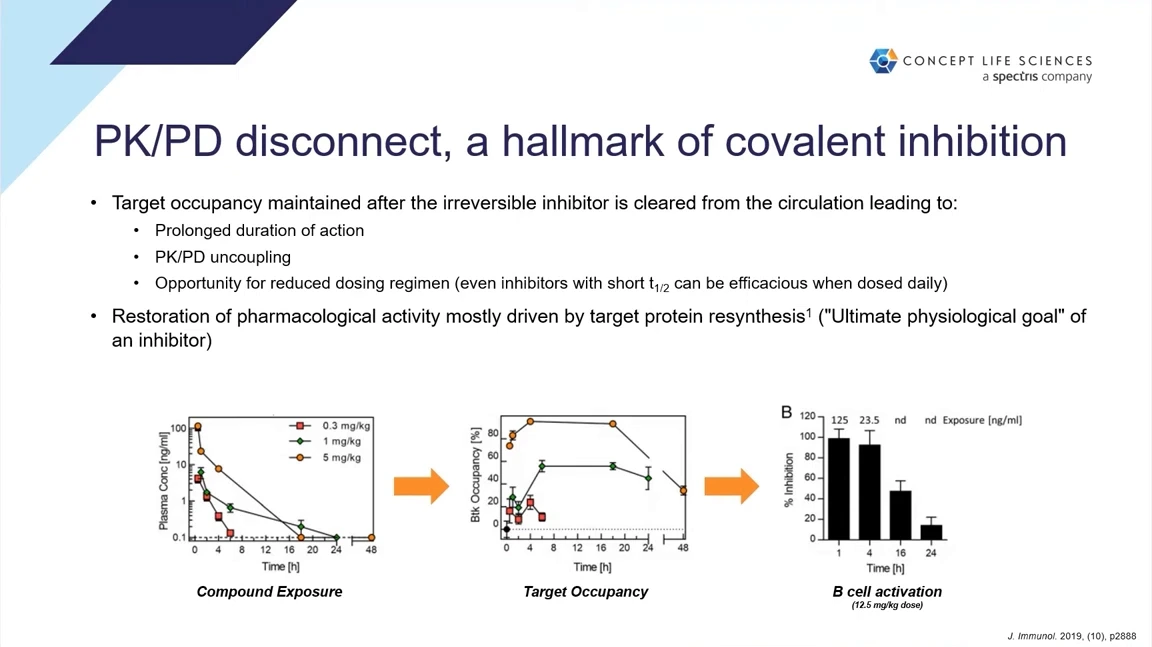 CONCEPT LIFE SCIENCES
a spectris company
PK/PD disconnect, a hallmark of covalent inhibition
• Target occupancy maintained after the irreversible inhibitor is cleared from the circulation leading to:
• Prolonged duration of action
• PK/PD uncoupling
• Opportunity for reduced dosing regimen (even inhibitors with short t1/2 can be efficacious when dosed daily)
• Restoration of pharmacological activity mostly driven by target protein resynthesis¹ ("Ultimate physiological goal" of
an inhibitor)
Plasma Conc [ng/ml]
100
10
1
0.1
0.3 mg/kg
1 mg/kg
5 mg/kg
0 4 8 12 16 20 24 48
Time [h]
Compound Exposure
Btk Occupancy [%]
80
60
40
20
0
0 4 8 12 16 20 24 48
Time [h]
Target Occupancy
B
% Inhibition
120
100
80
60
40
20
0
125 23.5 nd nd Exposure [ng/ml]
1 4 16 24
Time [h]
B cell activation
(12.5 mg/kg dose)
J. Immunol. 2019, (10), p2888